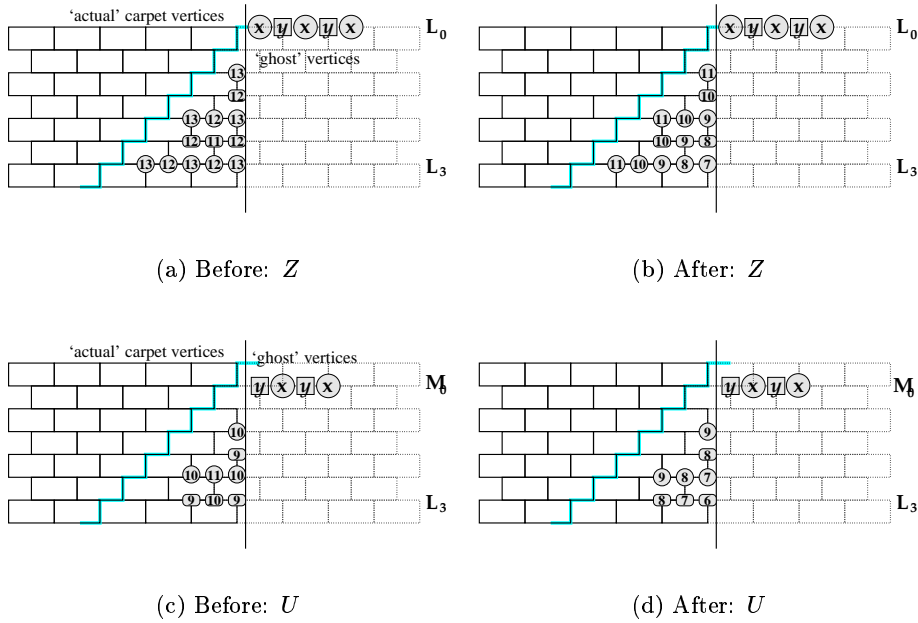 'actual' carpet vertices x y x y x L0
'ghost' vertices
13
12
13 12 13
12 11 12
13 12 13 12 13 L3
(a) Before: Z
x y x y x L0
11
10
11 10 9
10 9 8
11 10 9 8 7 L3
(b) After: Z
'actual' carpet vertices 'ghost' vertices
y x y x M0
10
9
10 11 10
9 10 9 L3
(c) Before: U
y x y x M0
9
8
9 8 7
8 7 6 L3
(d) After: U